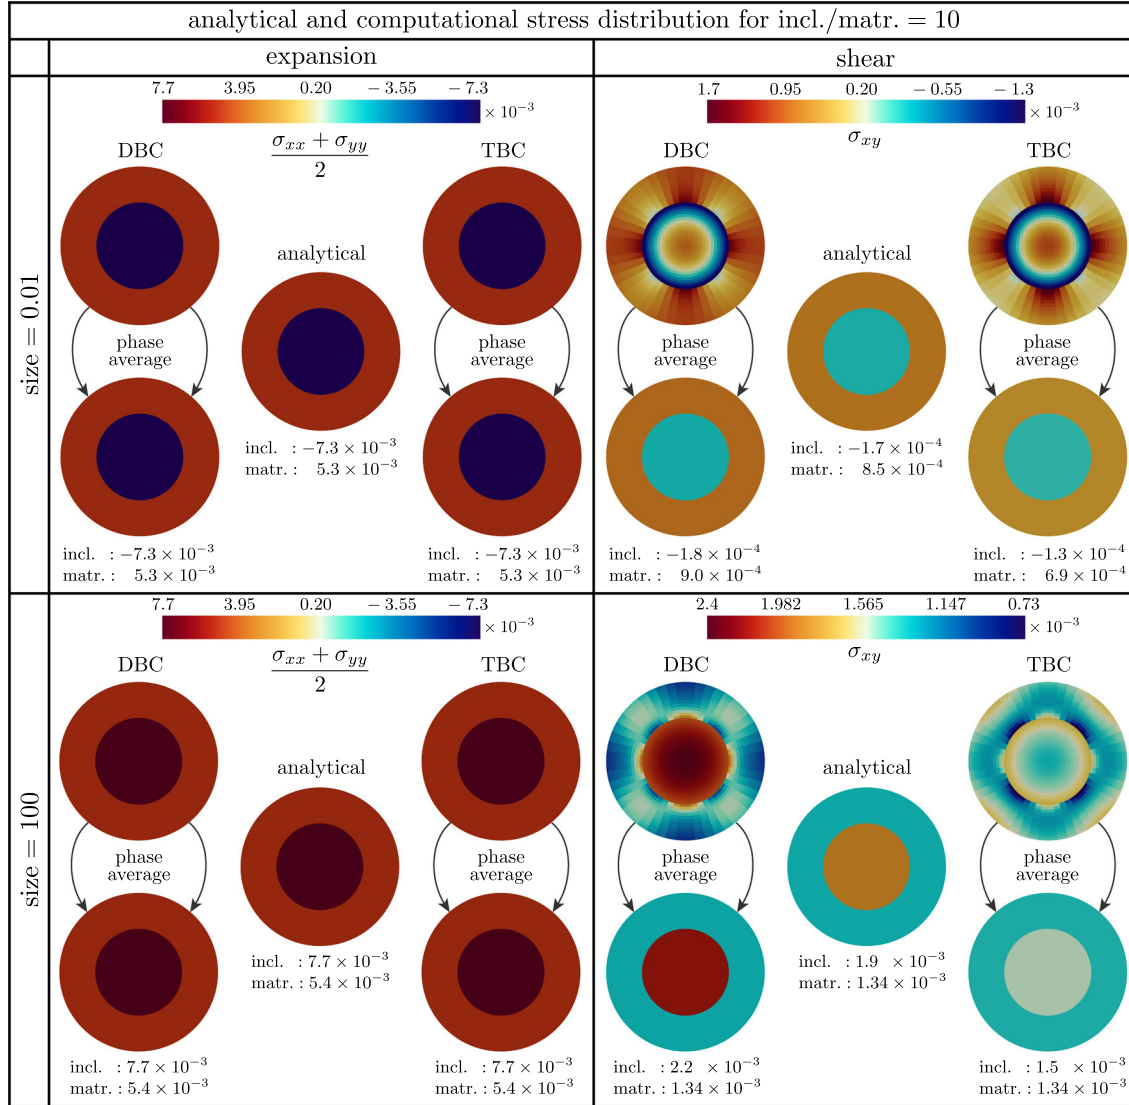 analytical and computational stress distribution for incl./matr. = 10
expansion
shear
size = 0.01
7.7 3.95 0.20 −3.55 −7.3
× 10⁻³
DBC
(σxx + σyy)/2
TBC
analytical
phase
average
phase
average
incl. : −7.3 × 10⁻³
matr. : 5.3 × 10⁻³
incl. : −7.3 × 10⁻³
matr. : 5.3 × 10⁻³
incl. : −7.3 × 10⁻³
matr. : 5.3 × 10⁻³
1.7 0.95 0.20 −0.55 −1.3
× 10⁻³
DBC
σxy
TBC
analytical
phase
average
phase
average
incl. : −1.7 × 10⁻⁴
matr. : 8.5 × 10⁻⁴
incl. : −1.8 × 10⁻⁴
matr. : 9.0 × 10⁻⁴
incl. : −1.3 × 10⁻⁴
matr. : 6.9 × 10⁻⁴
size = 100
7.7 3.95 0.20 −3.55 −7.3
× 10⁻³
DBC
(σxx + σyy)/2
TBC
analytical
phase
average
phase
average
incl. : 7.7 × 10⁻³
matr. : 5.4 × 10⁻³
incl. : 7.7 × 10⁻³
matr. : 5.4 × 10⁻³
incl. : 7.7 × 10⁻³
matr. : 5.4 × 10⁻³
2.4 1.982 1.565 1.147 0.73
× 10⁻³
DBC
σxy
TBC
analytical
phase
average
phase
average
incl. : 1.9 × 10⁻³
matr. : 1.34 × 10⁻³
incl. : 2.2 × 10⁻³
matr. : 1.34 × 10⁻³
incl. : 1.5 × 10⁻³
matr. : 1.34 × 10⁻³